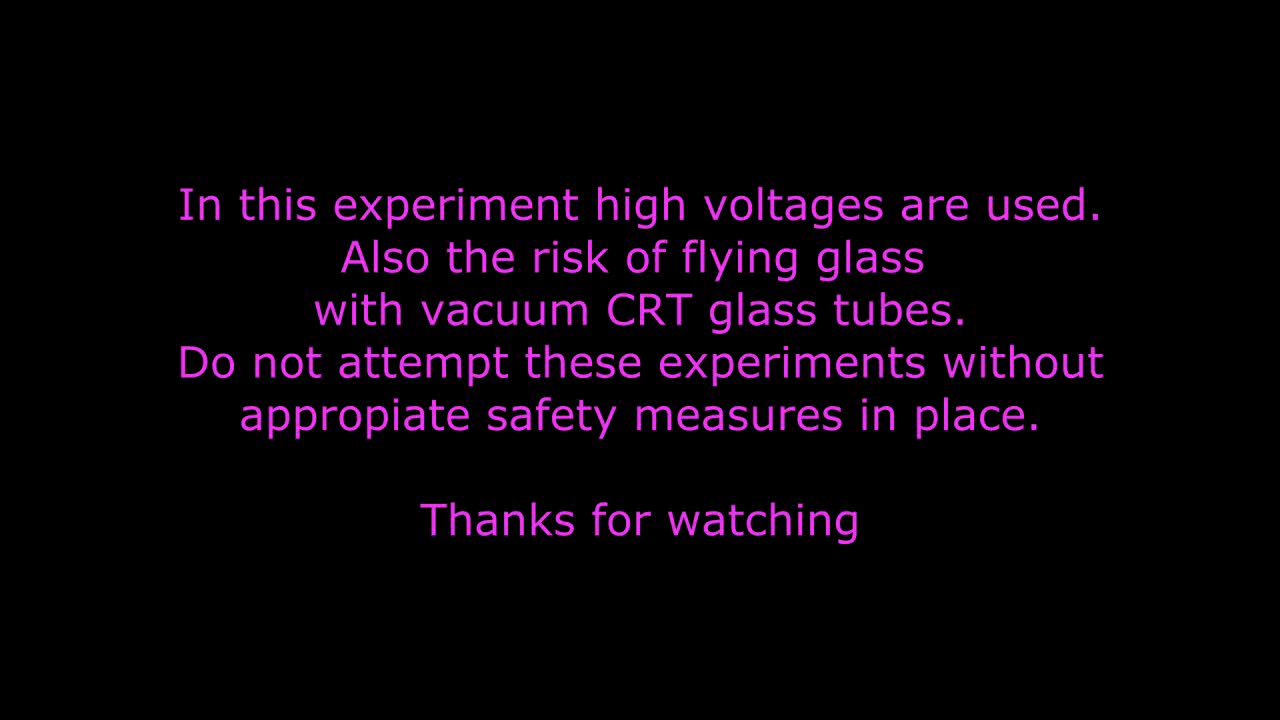 In this experiment high voltages are used.
Also the risk of flying glass
with vacuum CRT glass tubes.
Do not attempt these experiments without
appropiate safety measures in place.
Thanks for watching